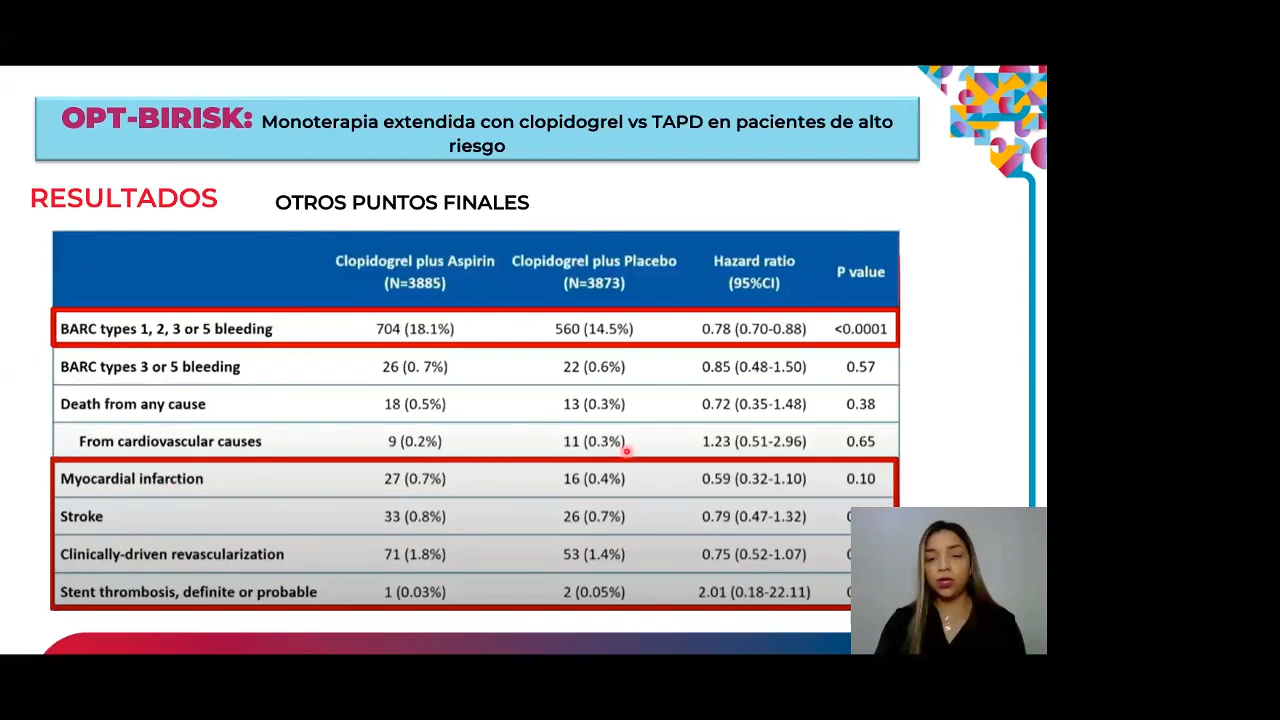 OPT-BIRISK: Monoterapia extendida con clopidogrel vs TAPD en pacientes de alto
riesgo
RESULTADOS OTROS PUNTOS FINALES
Clopidogrel plus Aspirin Clopidogrel plus Placebo Hazard ratio P value
(N=3885) (N=3873) (95%CI)
BARC types 1, 2, 3 or 5 bleeding 704 (18.1%) 560 (14.5%) 0.78 (0.70-0.88) <0.0001
BARC types 3 or 5 bleeding 26 (0. 7%) 22 (0.6%) 0.85 (0.48-1.50) 0.57
Death from any cause 18 (0.5%) 13 (0.3%) 0.72 (0.35-1.48) 0.38
From cardiovascular causes 9 (0.2%) 11 (0.3%) 1.23 (0.51-2.96) 0.65
Myocardial infarction 27 (0.7%) 16 (0.4%) 0.59 (0.32-1.10) 0.10
Stroke 33 (0.8%) 26 (0.7%) 0.79 (0.47-1.32)
Clinically-driven revascularization 71 (1.8%) 53 (1.4%) 0.75 (0.52-1.07)
Stent thrombosis, definite or probable 1 (0.03%) 2 (0.05%) 2.01 (0.18-22.11)